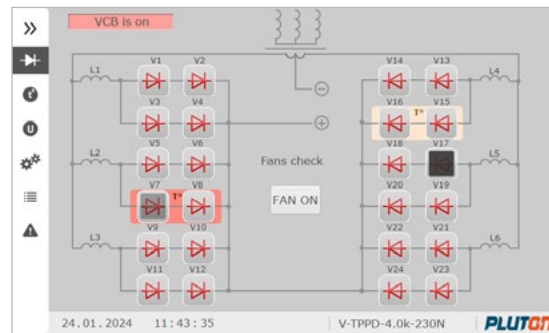 VCB is on
V1 V2 V14 V13
L1 L4
V3 V4 V16 T° V15
V5 V6 V18 V17
L2 Fans check L5
V7 T° V8 V20 V19
FAN ON
V9 V10 V22 V21
L3 L6
V11 V12 V24 V23
24.01.2024 11:43:35 V-TPPD-4.0k-230N PLUTON